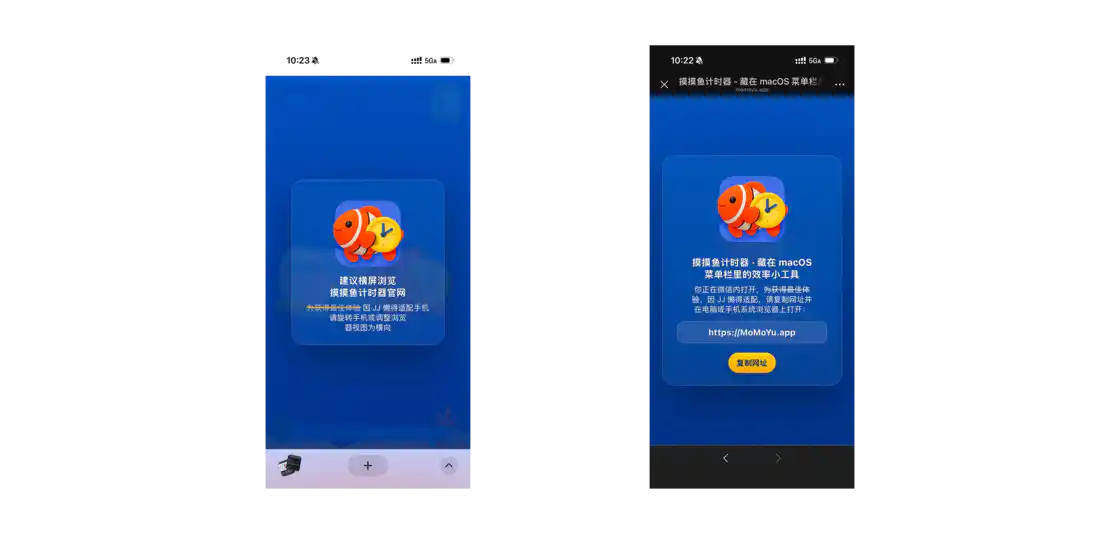 10:23
5GA
建议横屏浏览
摸摸鱼计时器官网
为获得最佳体验 因 JJ 懒得适配手机
请旋转手机或调整浏览
器视图为横向
10:22
5GA
摸摸鱼计时器 - 藏在 macOS 菜单栏
momoyu.app
摸摸鱼计时器 · 藏在 macOS
菜单栏里的效率小工具
你正在微信内打开，为获得最佳体
验，因 JJ 懒得适配，请复制网址并
在电脑或手机系统浏览器上打开：
https://MoMoYu.app
复制网址